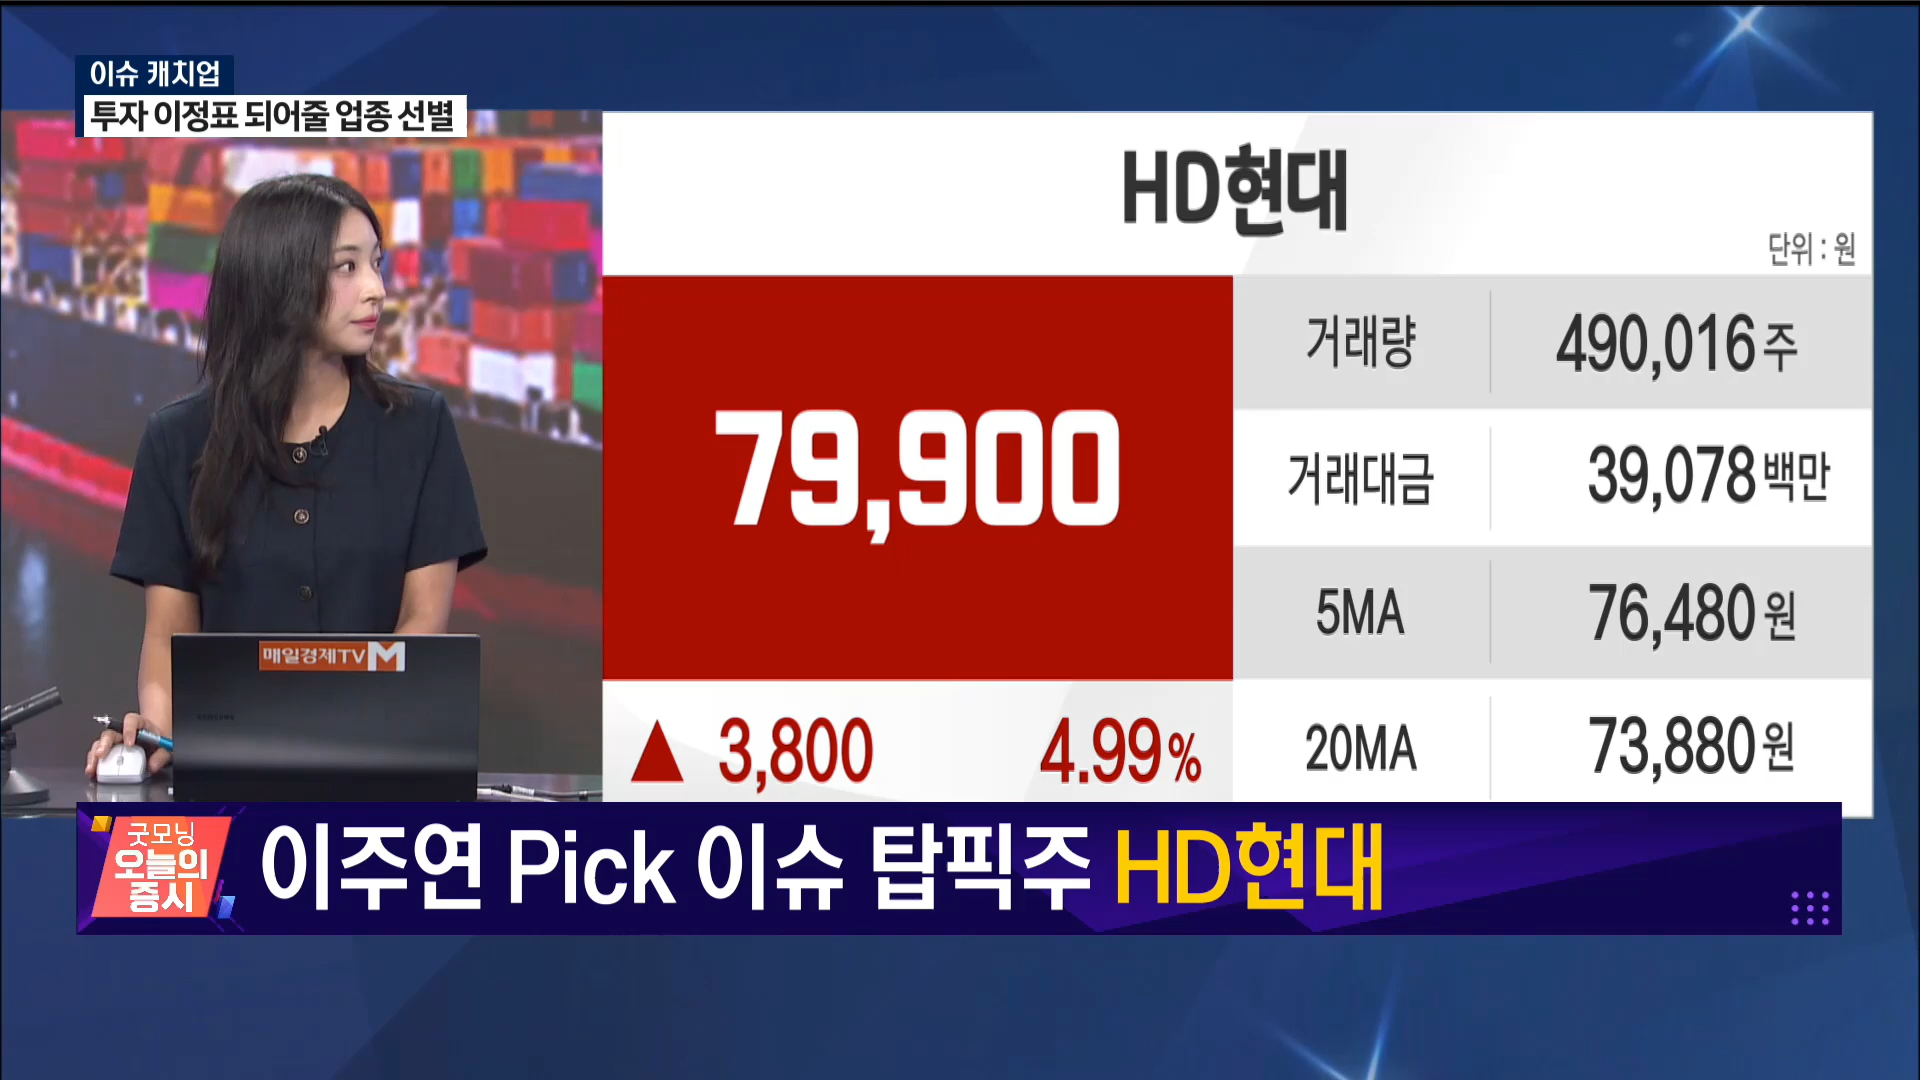 이슈 캐치업
투자 이정표 되어줄 업종 선별
HD현대
단위 : 원
79,900
▲ 3,800 4.99%
거래량 490,016주
거래대금 39,078백만
5MA 76,480원
20MA 73,880원
매일경제TV M
SAMSUNG
굿모닝
오늘의
증시
이주연 Pick 이슈 탑픽주 HD현대